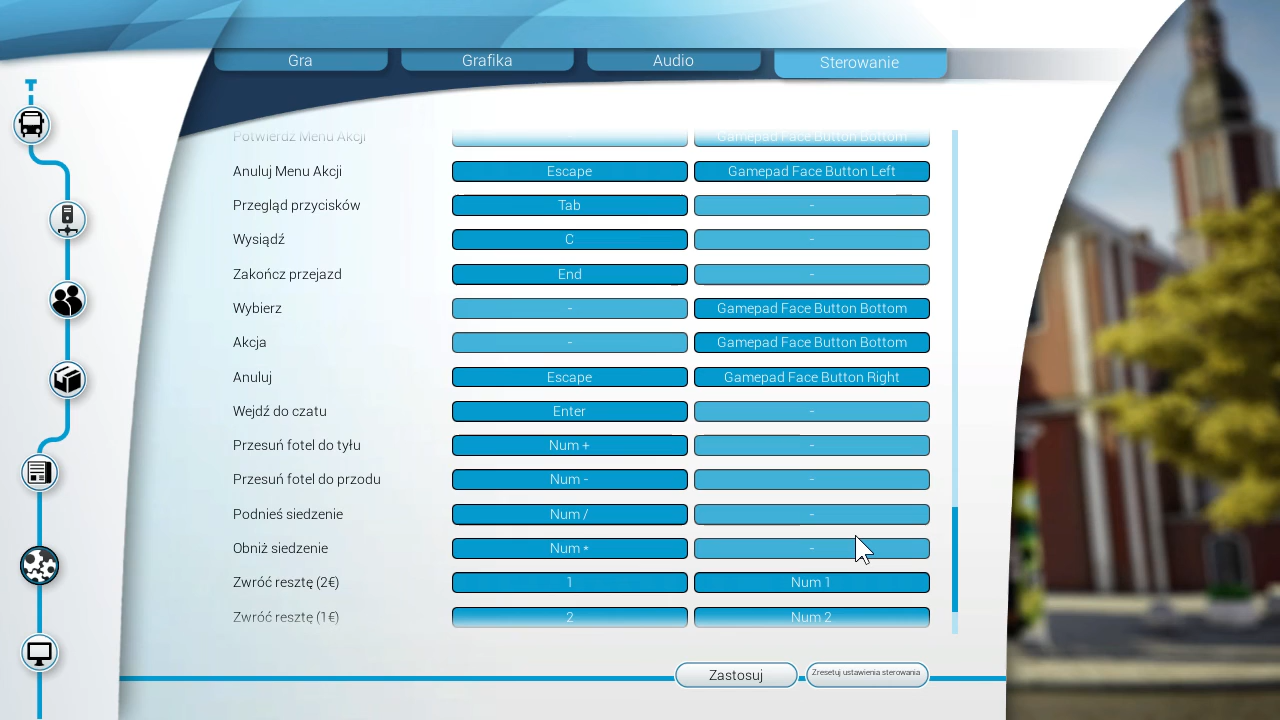 Gra Grafika Audio Sterowanie
Potwierdź Menu Akcji - Gamepad Face Button Bottom
Anuluj Menu Akcji Escape Gamepad Face Button Left
Przegląd przycisków Tab -
Wysiądź C -
Zakończ przejazd End -
Wybierz - Gamepad Face Button Bottom
Akcja - Gamepad Face Button Bottom
Anuluj Escape Gamepad Face Button Right
Wejdź do czatu Enter -
Przesuń fotel do tyłu Num + -
Przesuń fotel do przodu Num - -
Podnieś siedzenie Num / -
Obniż siedzenie Num * -
Zwróć resztę (2€) 1 Num 1
Zwróć resztę (1€) 2 Num 2
Zastosuj Zresetuj ustawienia sterowania